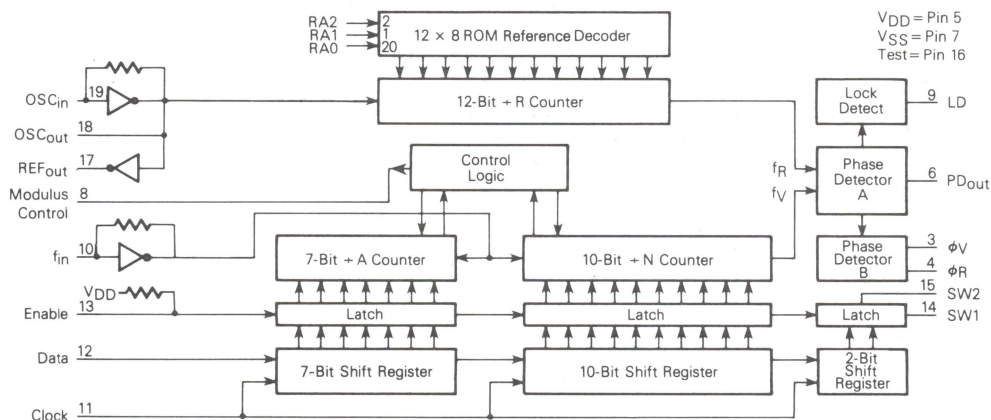 RA2 2
RA1 1
RA0 20
12 × 8 ROM Reference Decoder
VDD = Pin 5
VSS = Pin 7
Test = Pin 16
OSCin 19
12-Bit ÷ R Counter
Lock Detect
9 LD
OSCout 18
REFout 17
Control Logic
fR
fV
Phase Detector A
6 PDout
Modulus Control 8
fin 10
7-Bit ÷ A Counter
10-Bit ÷ N Counter
Phase Detector B
3 ϕV
4 ϕR
VDD
15 SW2
Enable 13
Latch
Latch
Latch
14 SW1
Data 12
7-Bit Shift Register
10-Bit Shift Register
2-Bit Shift Register
Clock 11